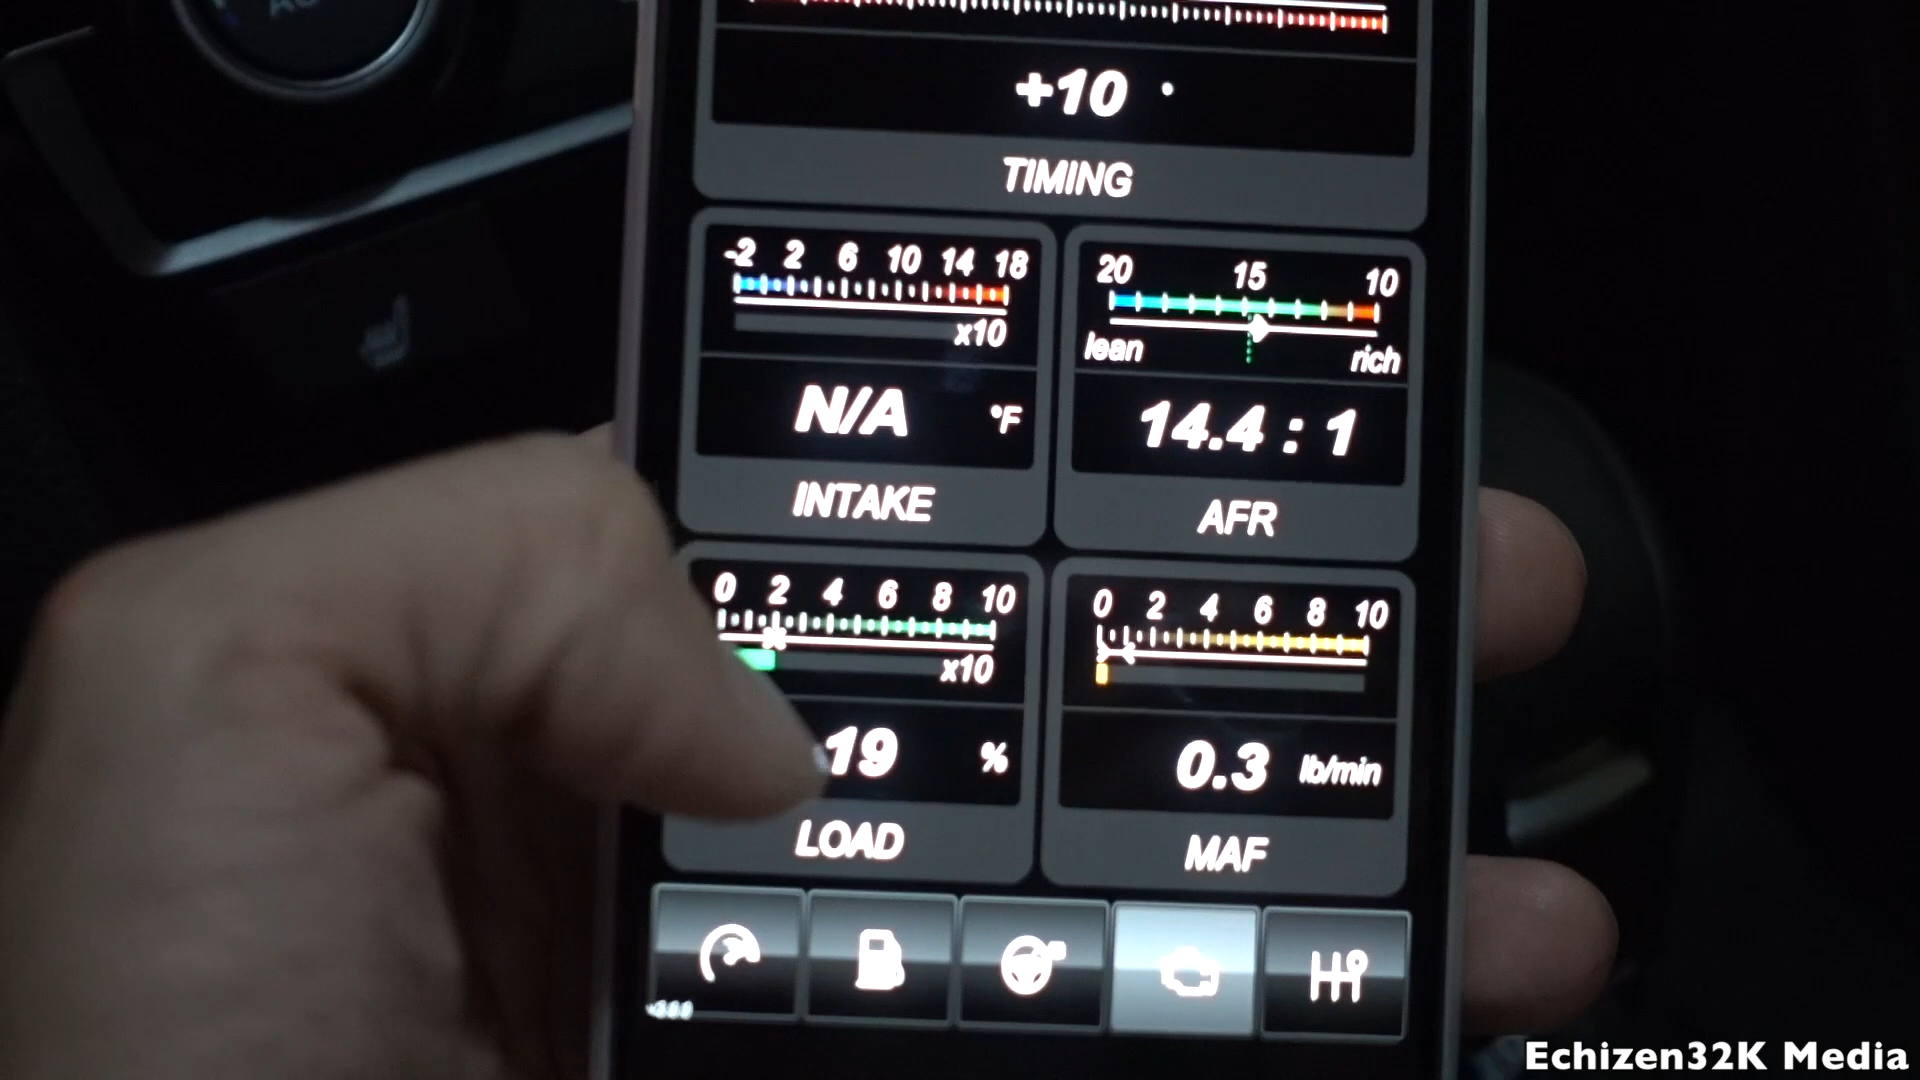 +10 °
TIMING
-2 2 6 10 14 18
x10
N/A °F
INTAKE
20 15 10
lean rich
14.4 : 1
AFR
0 2 4 6 8 10
x10
19 %
LOAD
0 2 4 6 8 10
0.3 lb/min
MAF
Echizen32K Media